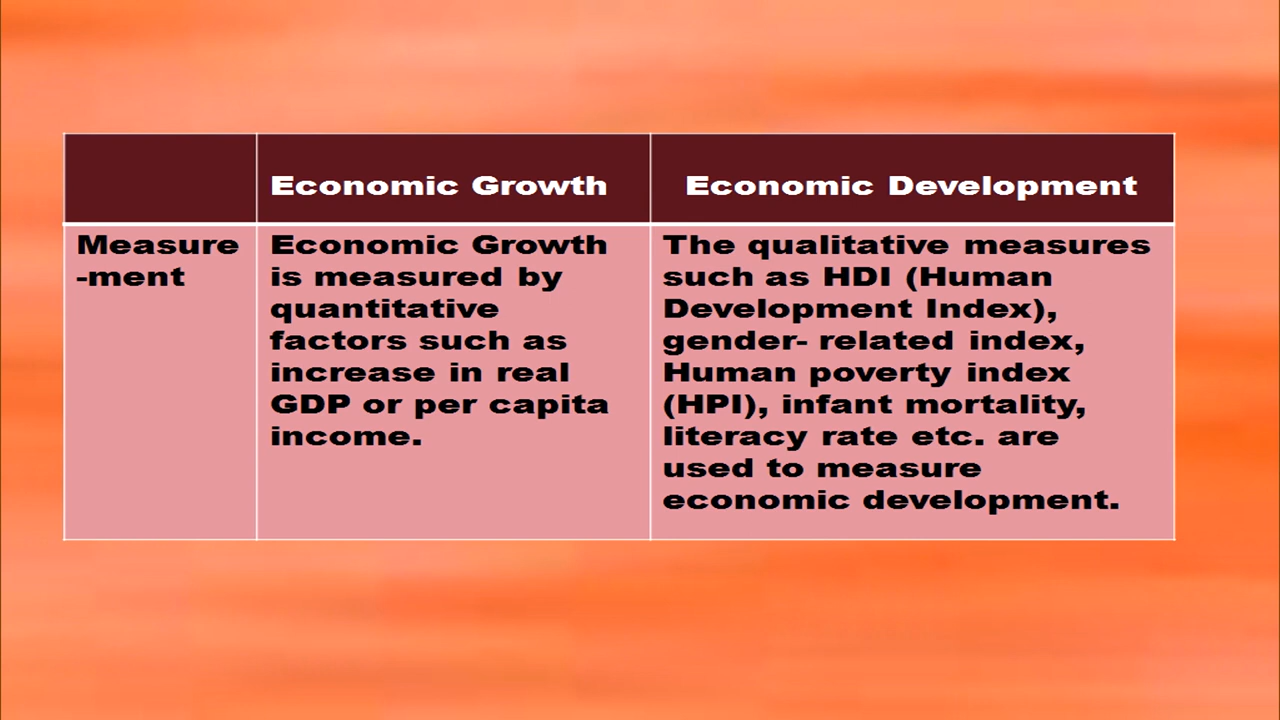 Economic Growth
Economic Development
Measure
-ment
Economic Growth
is measured by
quantitative
factors such as
increase in real
GDP or per capita
income.
The qualitative measures
such as HDI (Human
Development Index),
gender- related index,
Human poverty index
(HPI), infant mortality,
literacy rate etc. are
used to measure
economic development.